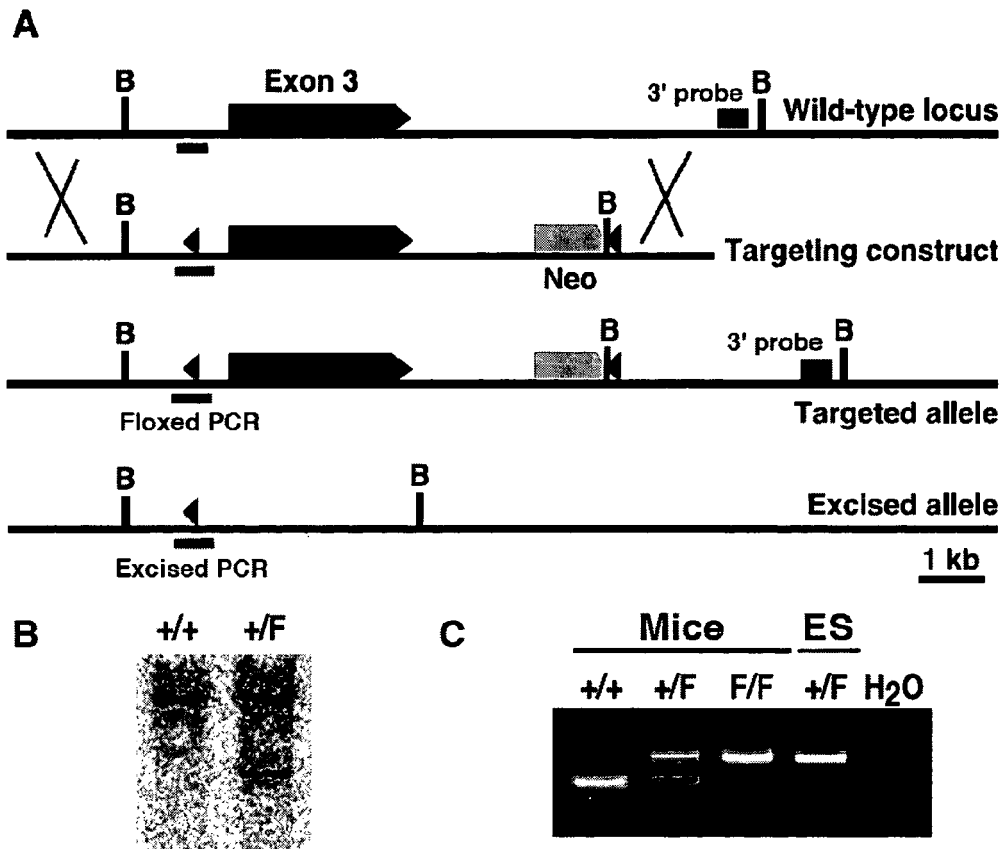 A
B Exon 3 3' probe B Wild-type locus
B B Targeting construct
Neo
B B 3' probe B
Floxed PCR Targeted allele
B B Excised allele
Excised PCR 1 kb
B +/+ +/F
C Mice ES
+/+ +/F F/F +/F H2O